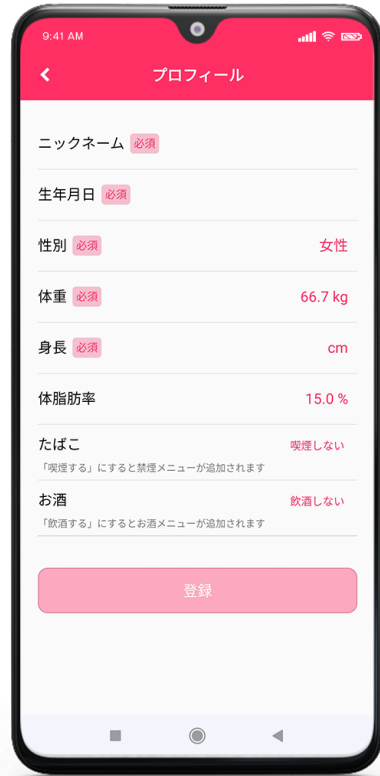 9:41 AM
プロフィール
ニックネーム 必須
生年月日 必須
性別 必須 女性
体重 必須 66.7 kg
身長 必須 cm
体脂肪率 15.0 %
たばこ 喫煙しない
「喫煙する」にすると禁煙メニューが追加されます
お酒 飲酒しない
「飲酒する」にするとお酒メニューが追加されます
登録